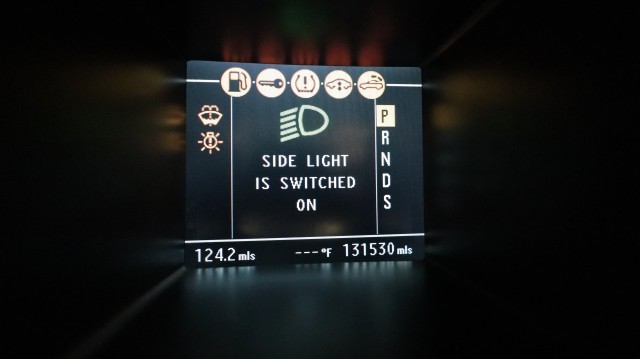 SIDE LIGHT
IS SWITCHED
ON
P
R
N
D
S
124.2 mls
---°F
131530 mls